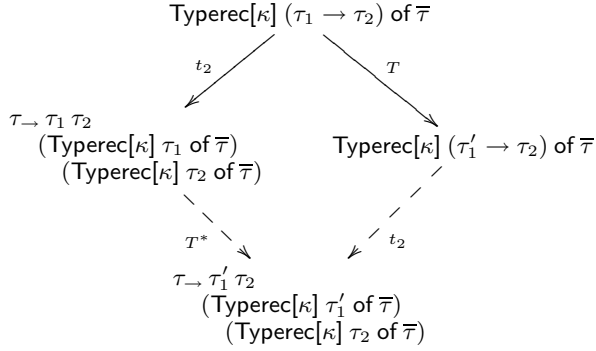 Typerec[κ] (τ₁ → τ₂) of τ̅
t₂ T
τ→ τ₁ τ₂
(Typerec[κ] τ₁ of τ̅)
(Typerec[κ] τ₂ of τ̅)
Typerec[κ] (τ₁′ → τ₂) of τ̅
T* t₂
τ→ τ₁′ τ₂
(Typerec[κ] τ₁′ of τ̅)
(Typerec[κ] τ₂ of τ̅)